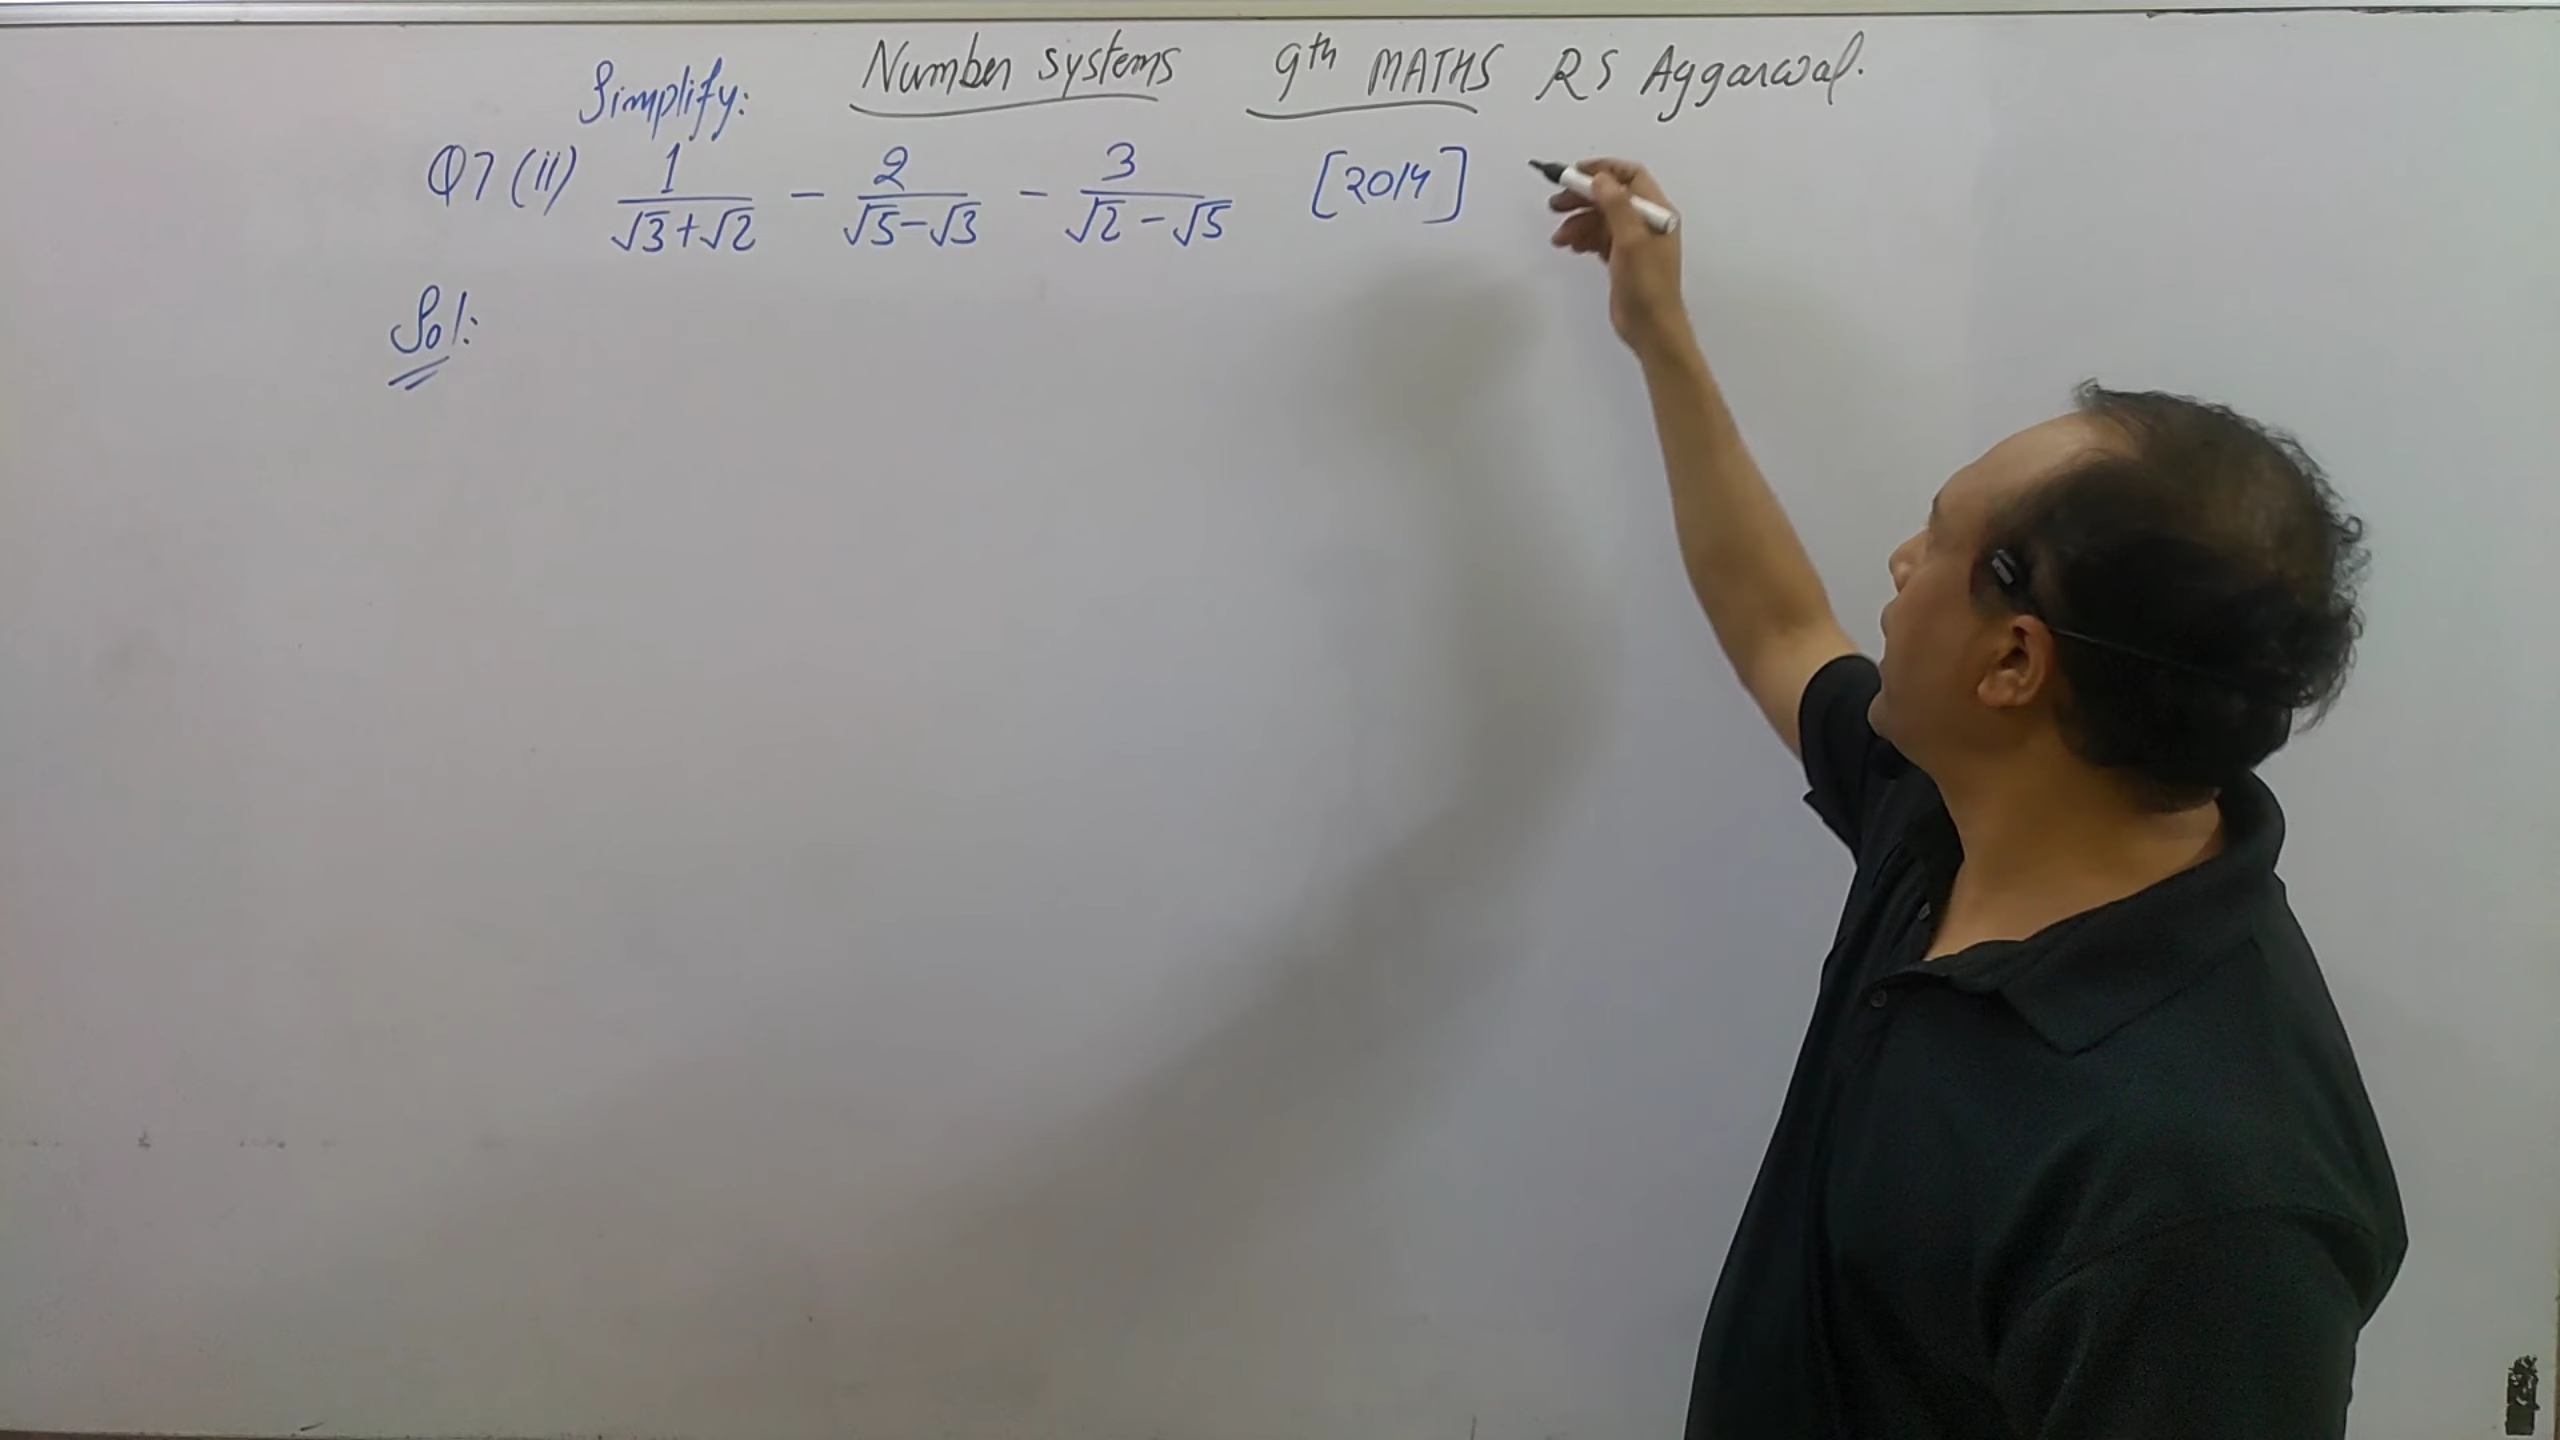 Number systems 9th MATHS RS Aggarwal.
Simplify:
Q7 (ii) 1/(√3+√2) - 2/(√5-√3) - 3/(√2-√5) [2014]
Sol: